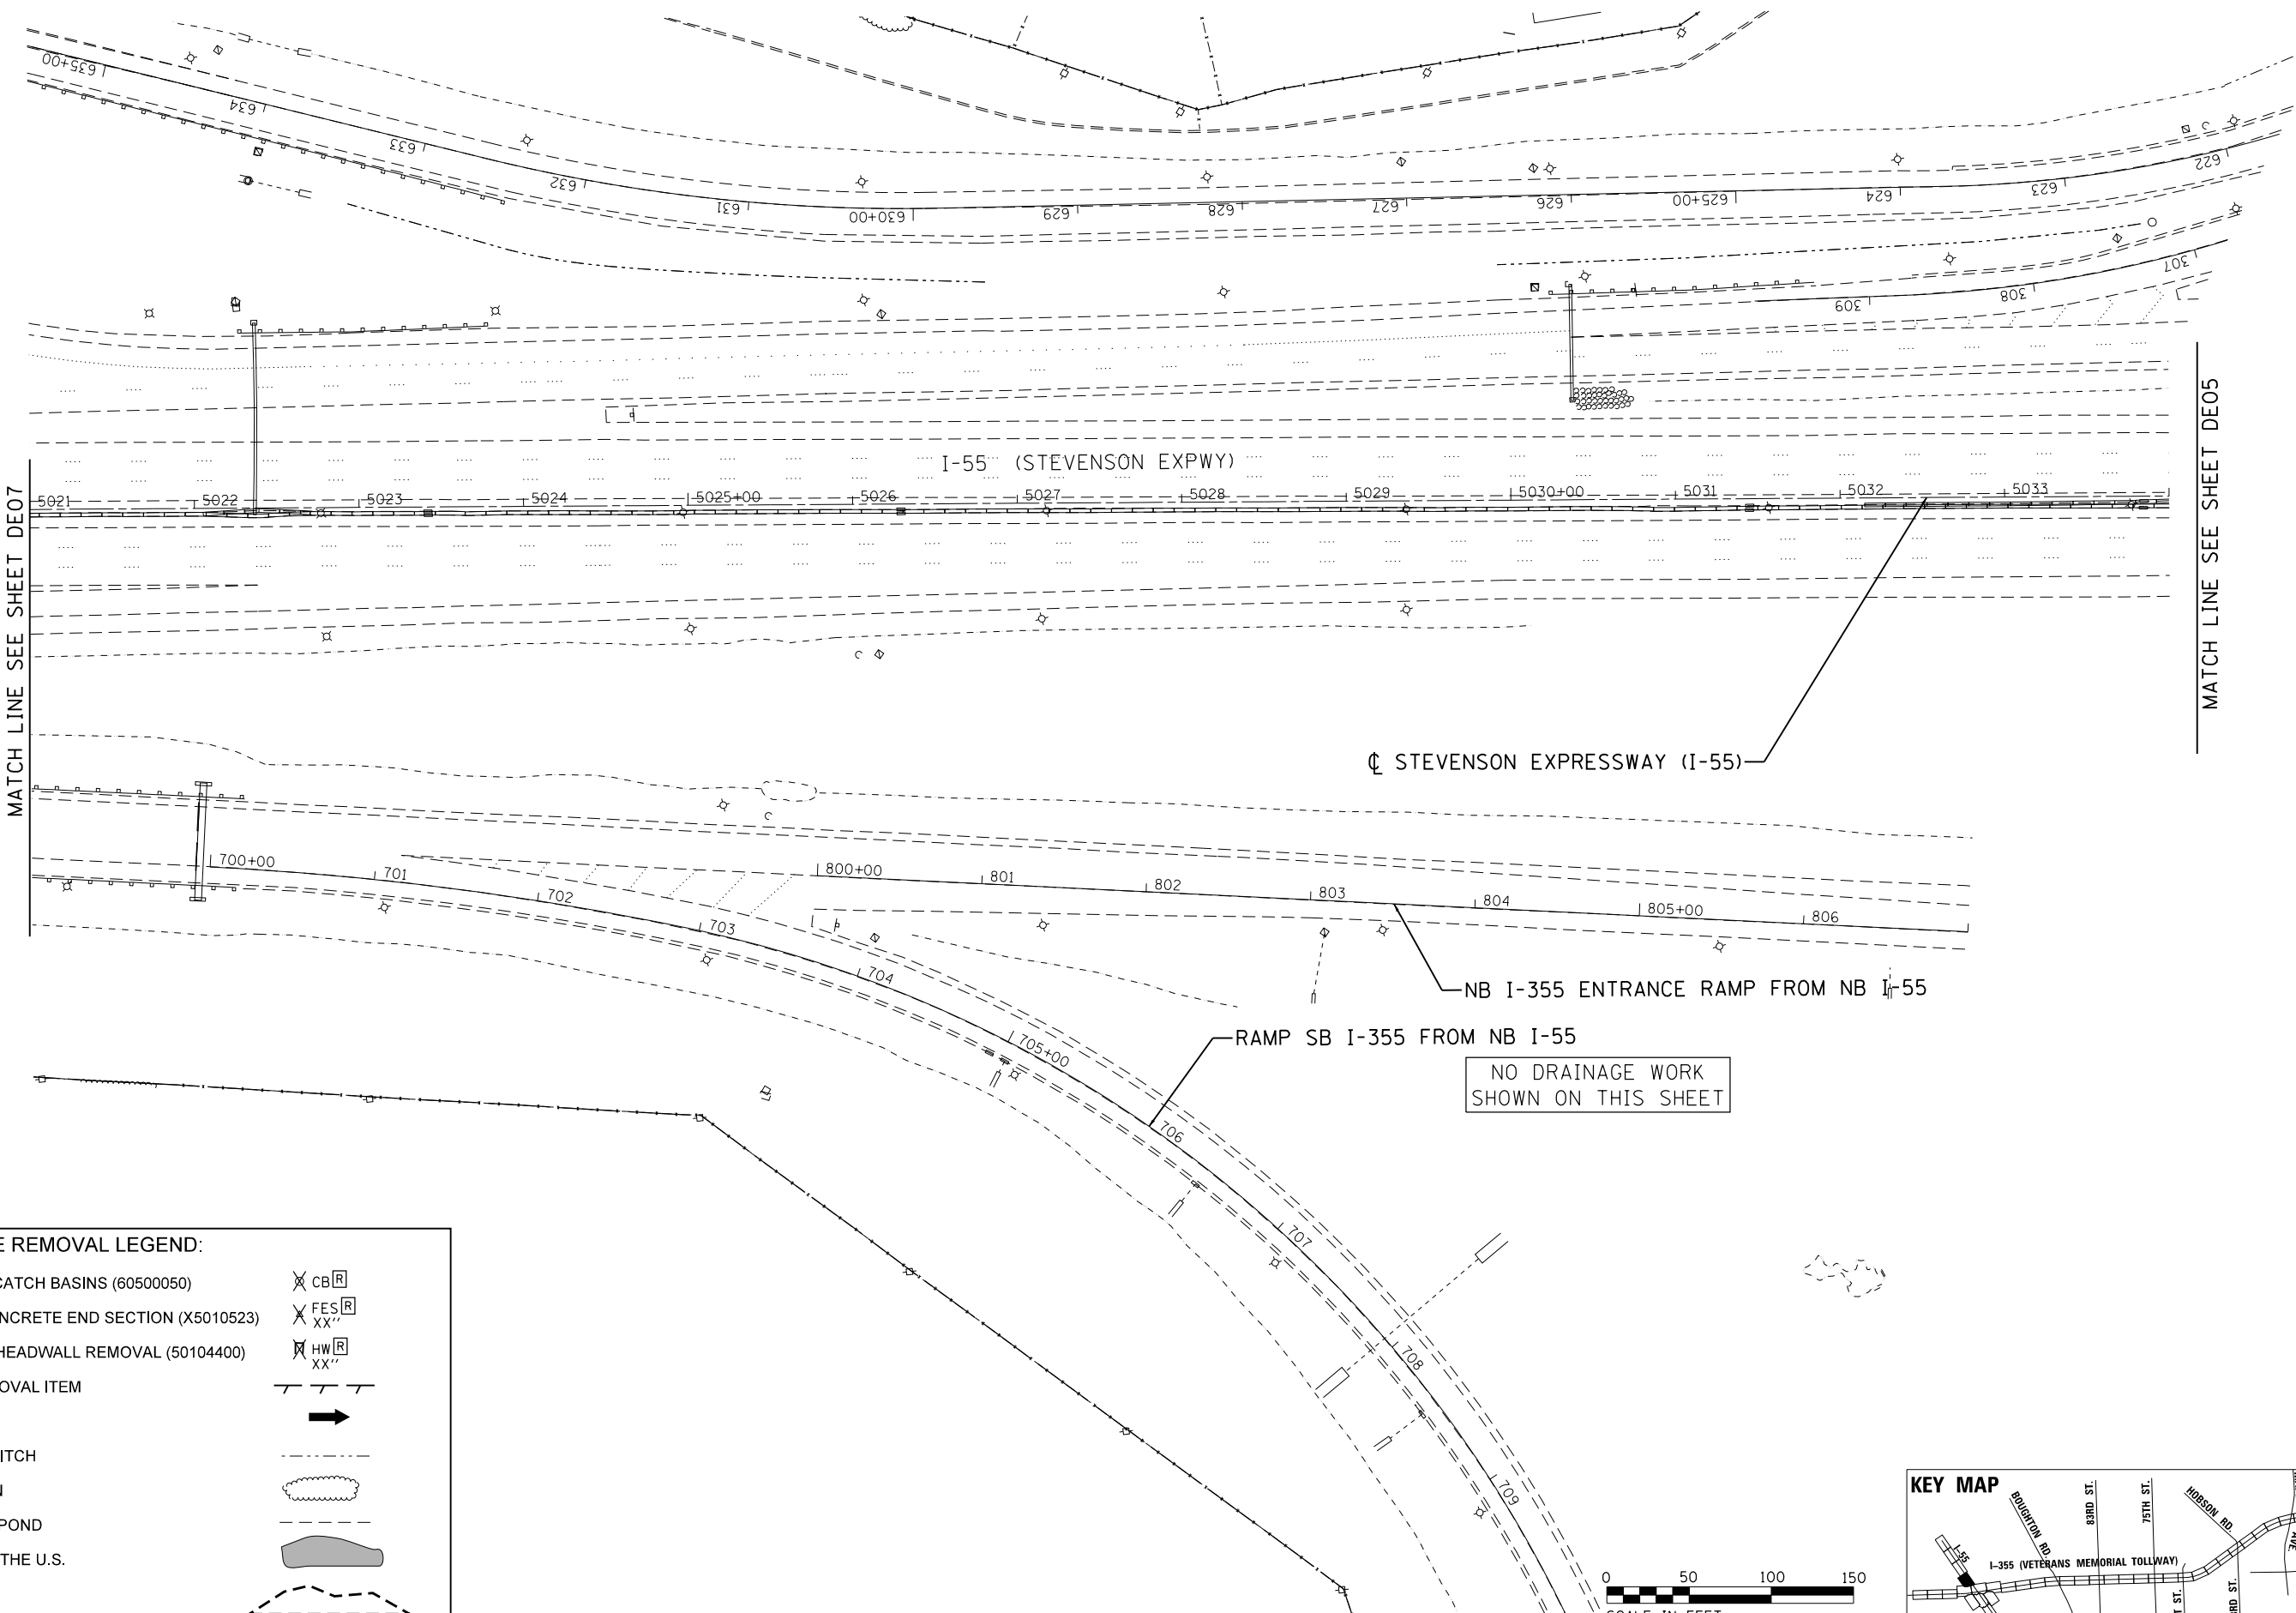 635+00
634
633
632
631
630+00
629
628
627
626
625+00
624
623
622
307
308
309
MATCH LINE SEE SHEET DE07
MATCH LINE SEE SHEET DE05
I-55 (STEVENSON EXPWY)
5021
5022
5023
5024
5025+00
5026
5027
5028
5029
5030+00
5031
5032
5033
℄ STEVENSON EXPRESSWAY (I-55)
700+00
701
702
703
704
705+00
706
707
708
709
800+00
801
802
803
804
805+00
806
NB I-355 ENTRANCE RAMP FROM NB I-55
RAMP SB I-355 FROM NB I-55
NO DRAINAGE WORK
SHOWN ON THIS SHEET
E REMOVAL LEGEND:
CATCH BASINS (60500050)
CB R
NCRETE END SECTION (X5010523)
FES R
XX''
HEADWALL REMOVAL (50104400)
HW R
XX''
OVAL ITEM
ITCH
N
POND
THE U.S.
0 50 100 150
SCALE IN FEET
KEY MAP
BOUGHTON RD.
83RD ST.
75TH ST.
HOBSON RD.
AVE.
I-55
I-355 (VETERANS MEMORIAL TOLLWAY)
T ST.
RD ST.